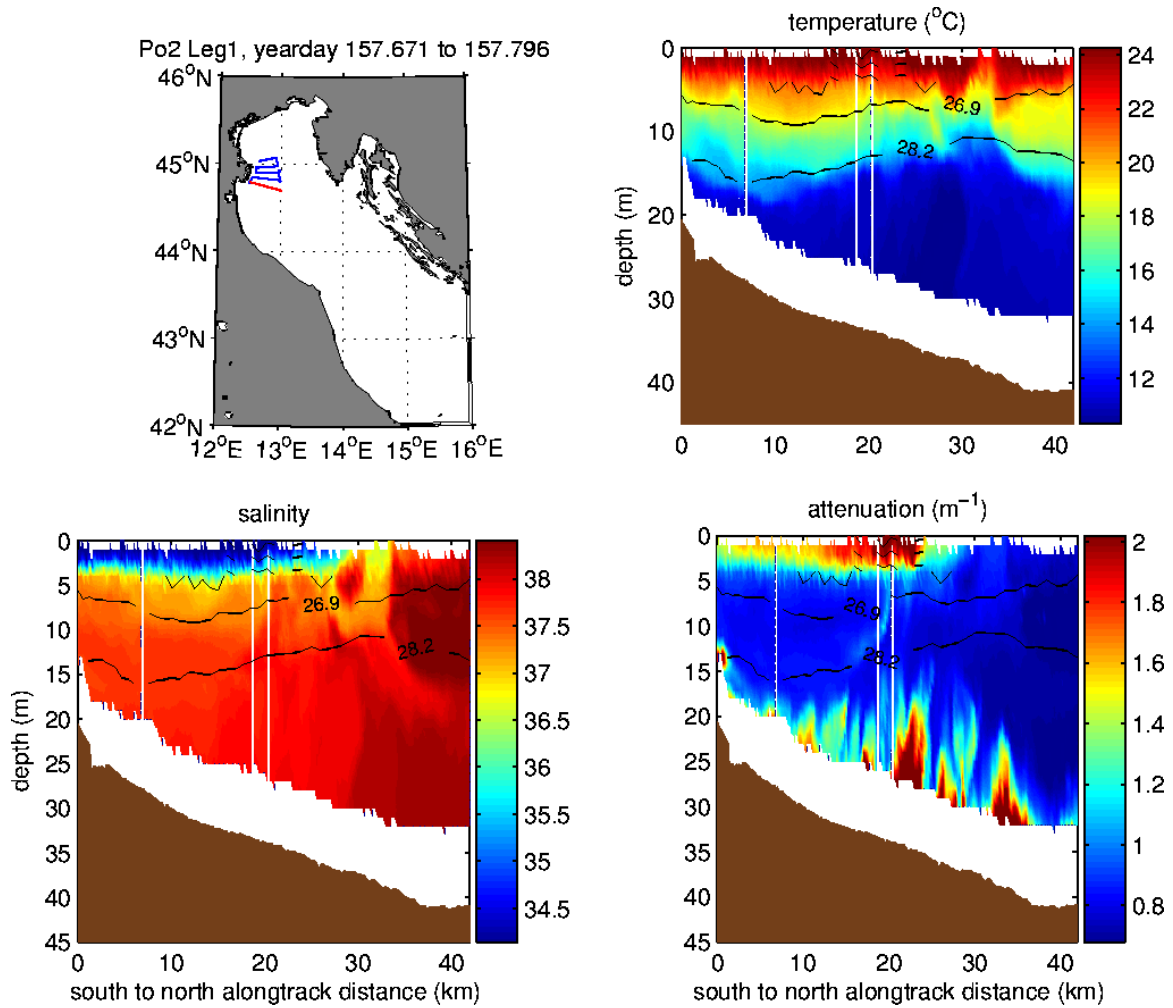 Po2 Leg1, yearday 157.671 to 157.796
46°N
45°N
44°N
43°N
42°N
12°E 13°E 14°E 15°E 16°E
temperature (°C)
0
10
20
30
40
depth (m)
0 10 20 30 40
26.9
28.2
24
22
20
18
16
14
12
salinity
0
5
10
15
20
25
30
35
40
45
depth (m)
0 10 20 30 40
south to north alongtrack distance (km)
26.9
28.2
38
37.5
37
36.5
36
35.5
35
34.5
attenuation (m⁻¹)
0
5
10
15
20
25
30
35
40
45
depth (m)
0 10 20 30 40
south to north alongtrack distance (km)
26.9
28.2
2
1.8
1.6
1.4
1.2
1
0.8